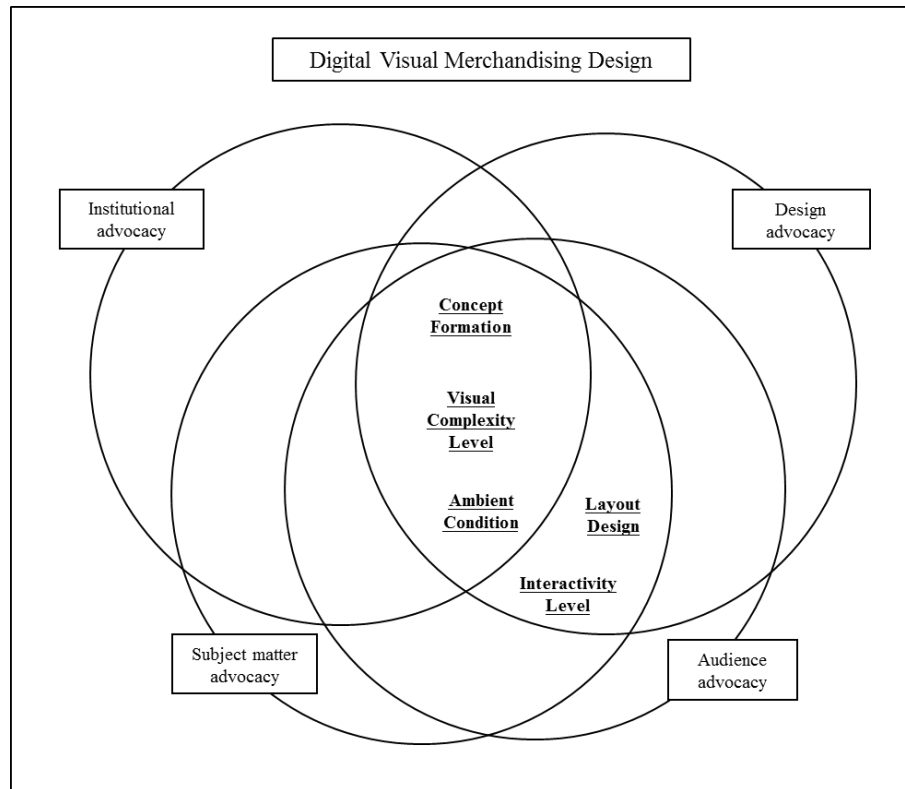 Digital Visual Merchandising Design
Institutional
advocacy
Design
advocacy
Concept
Formation
Visual
Complexity
Level
Ambient
Condition
Layout
Design
Interactivity
Level
Subject matter
advocacy
Audience
advocacy